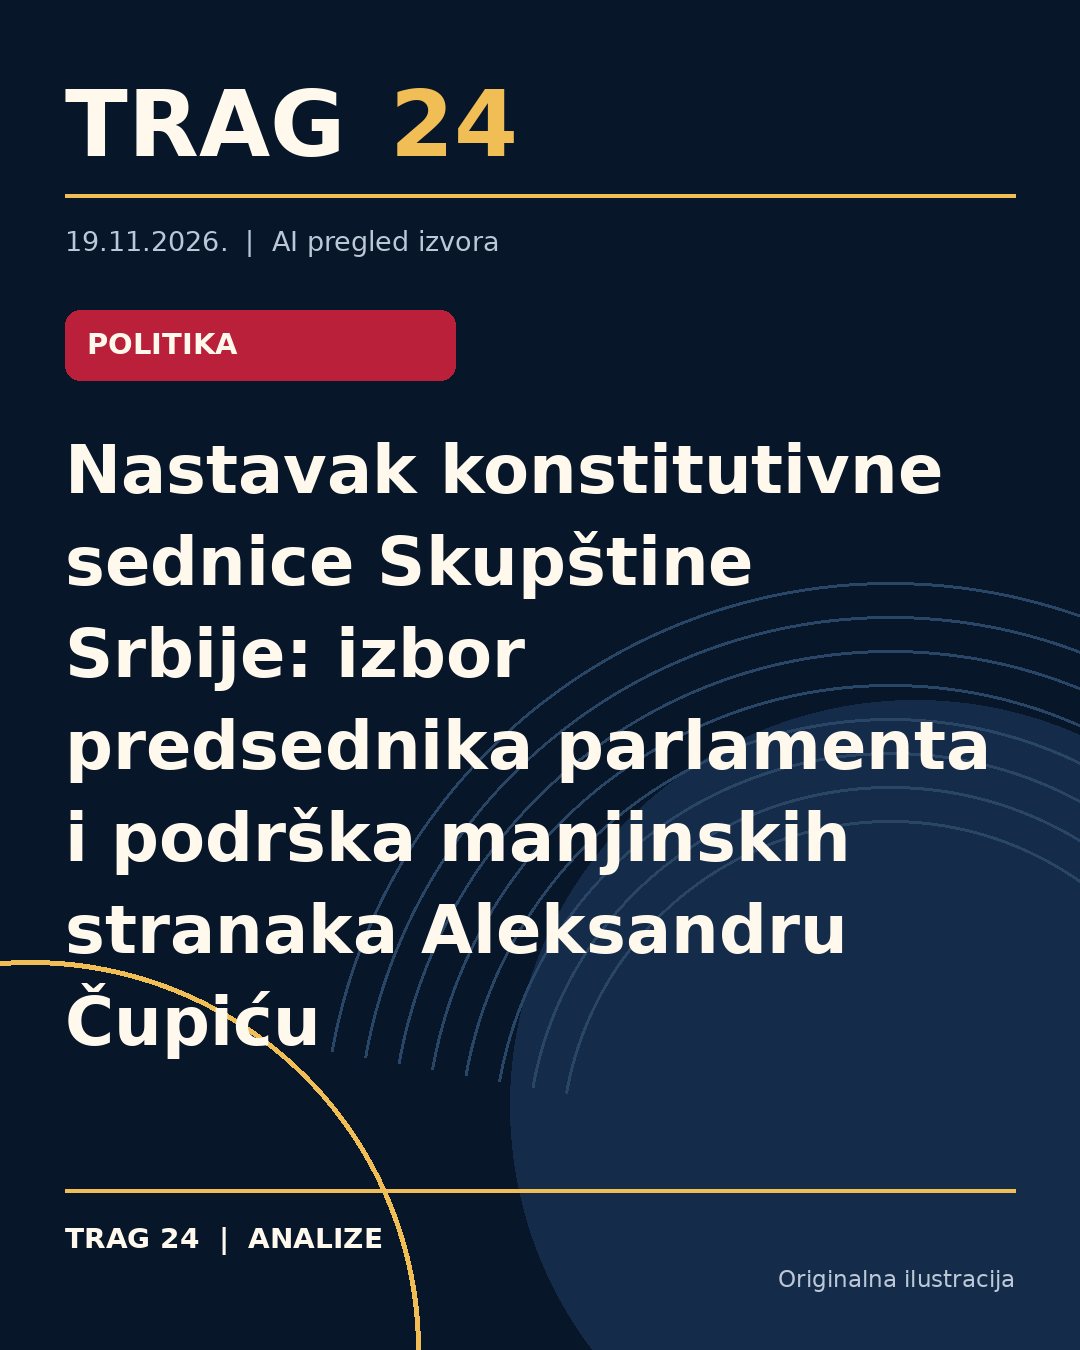 TRAG 24
19.11.2026. | AI pregled izvora
POLITIKA
Nastavak konstitutivne
sednice Skupštine
Srbije: izbor
predsednika parlamenta
i podrška manjinskih
stranaka Aleksandru
Čupiću
TRAG 24 | ANALIZE
Originalna ilustracija